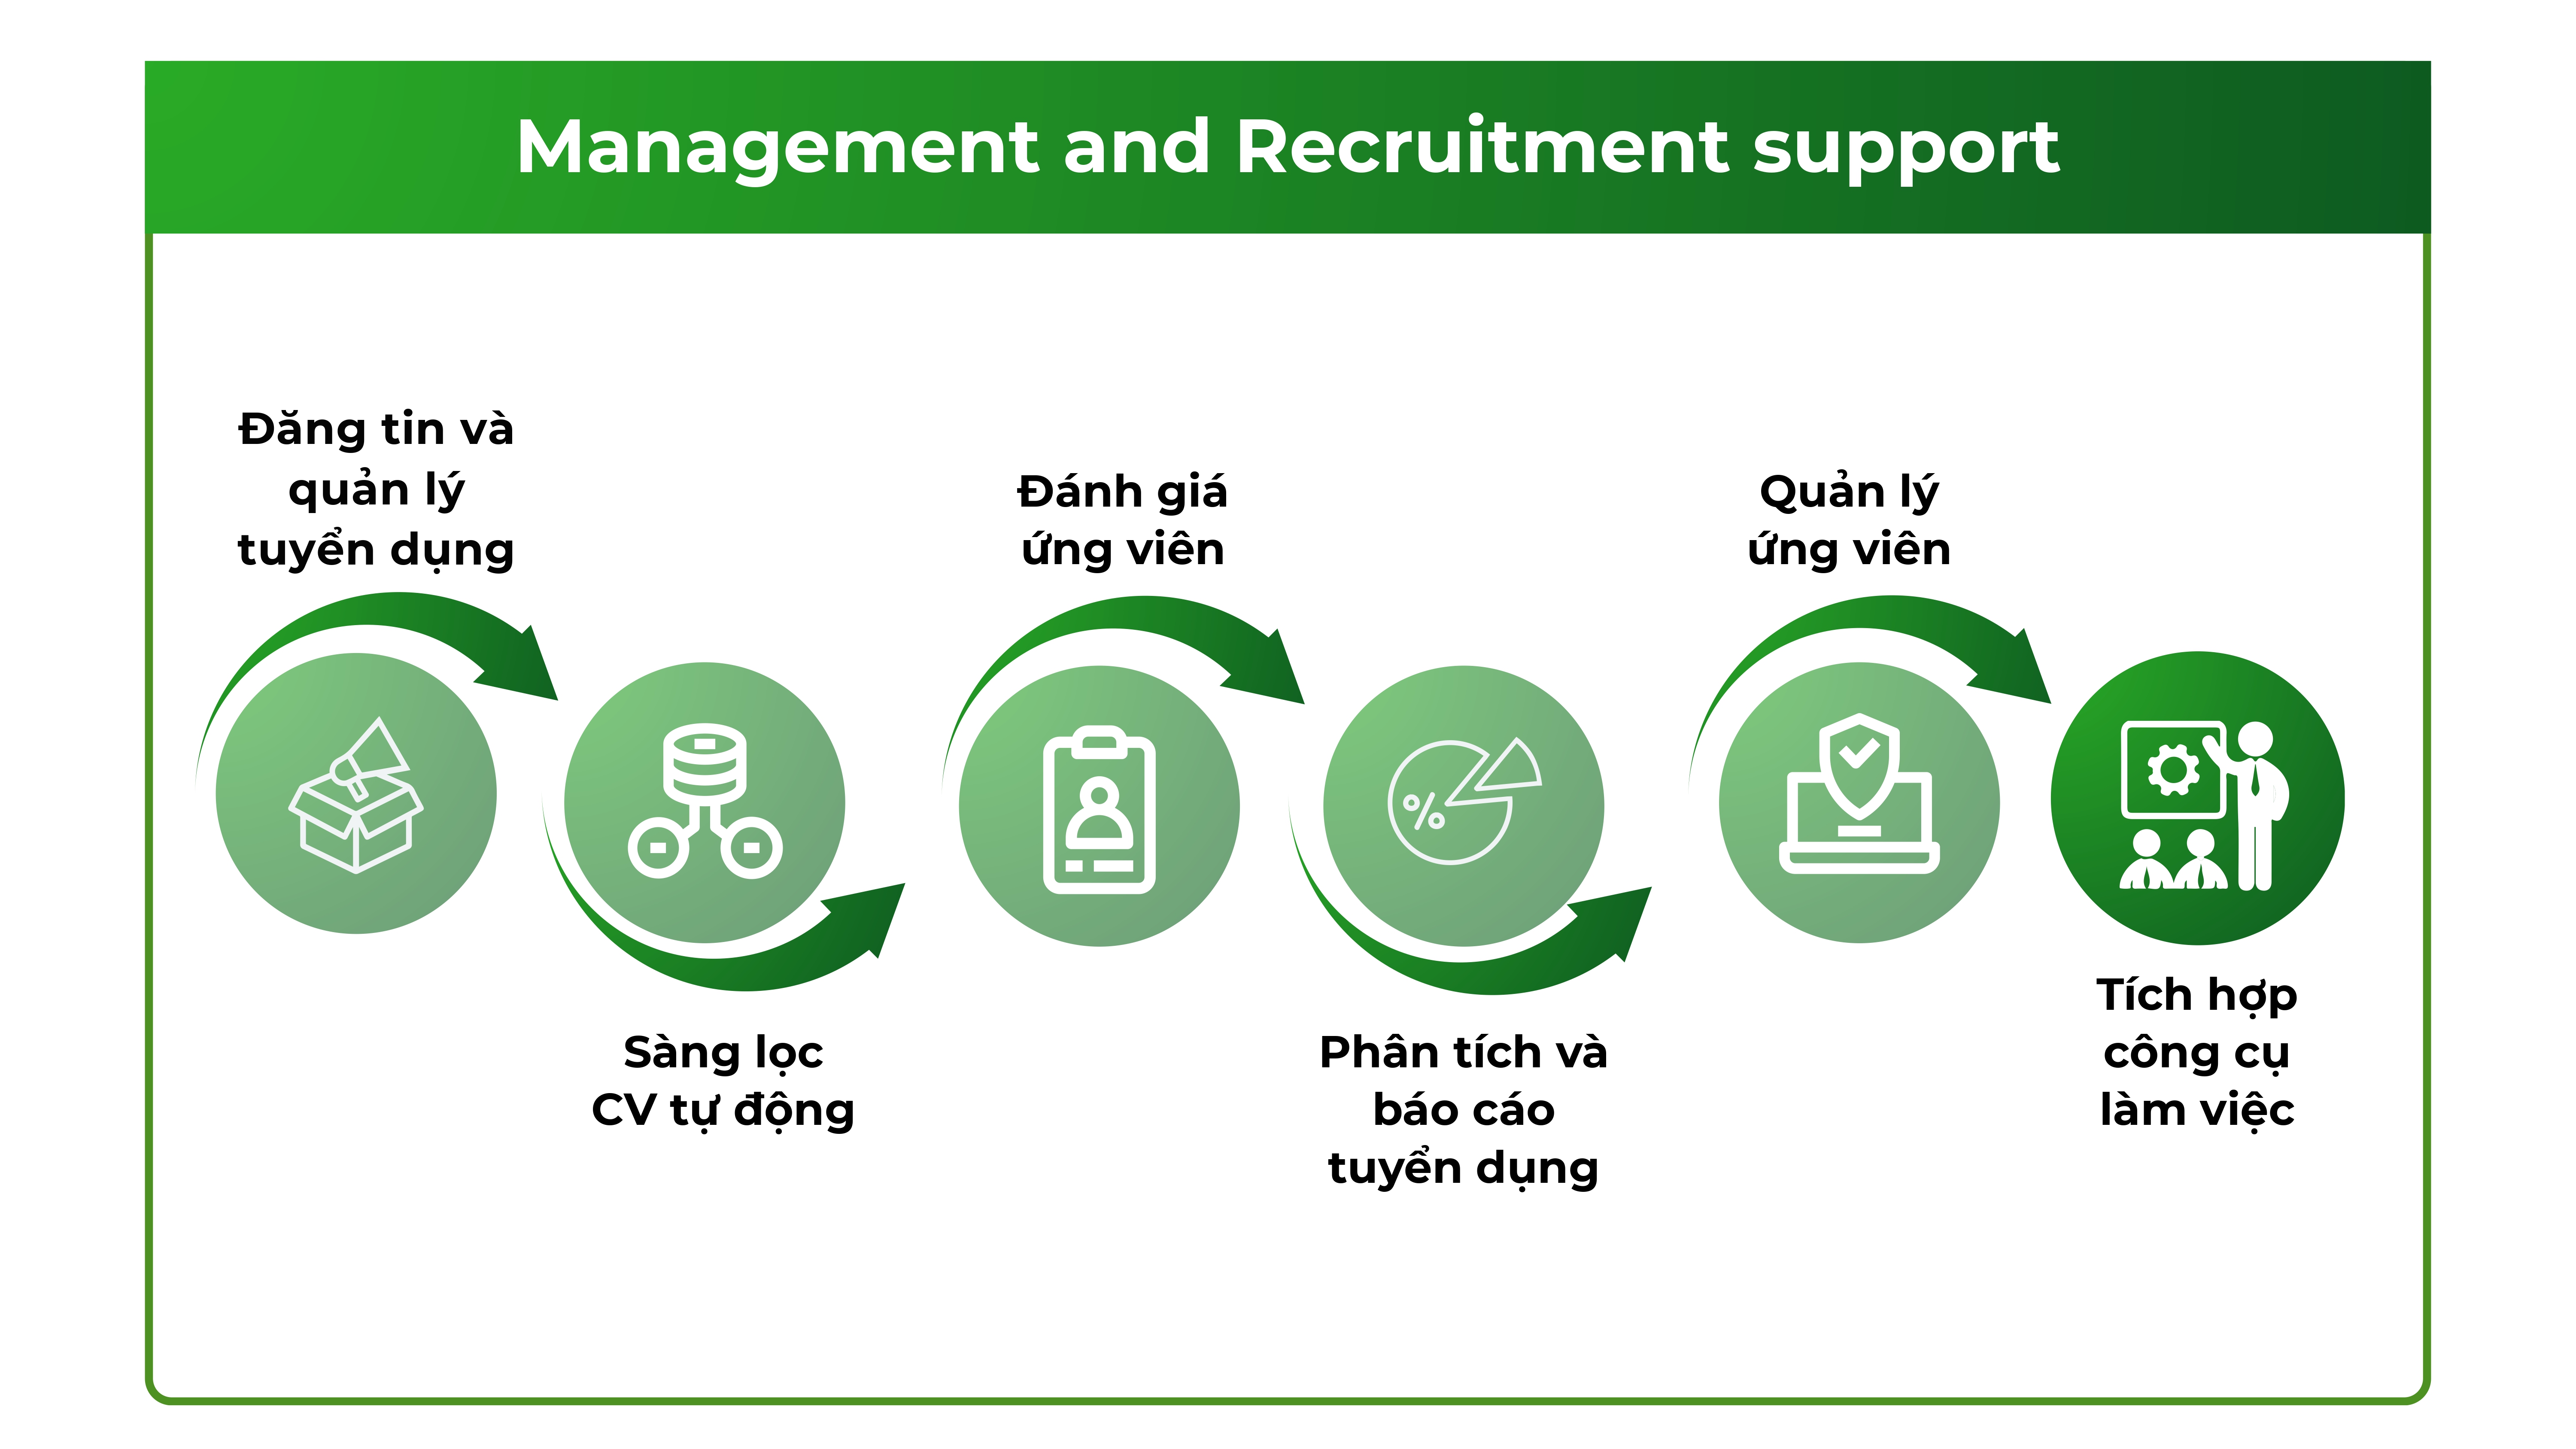 Management and Recruitment support
Đăng tin và
quản lý
tuyển dụng
Sàng lọc
CV tự động
Đánh giá
ứng viên
Phân tích và
báo cáo
tuyển dụng
Quản lý
ứng viên
Tích hợp
công cụ
làm việc
%